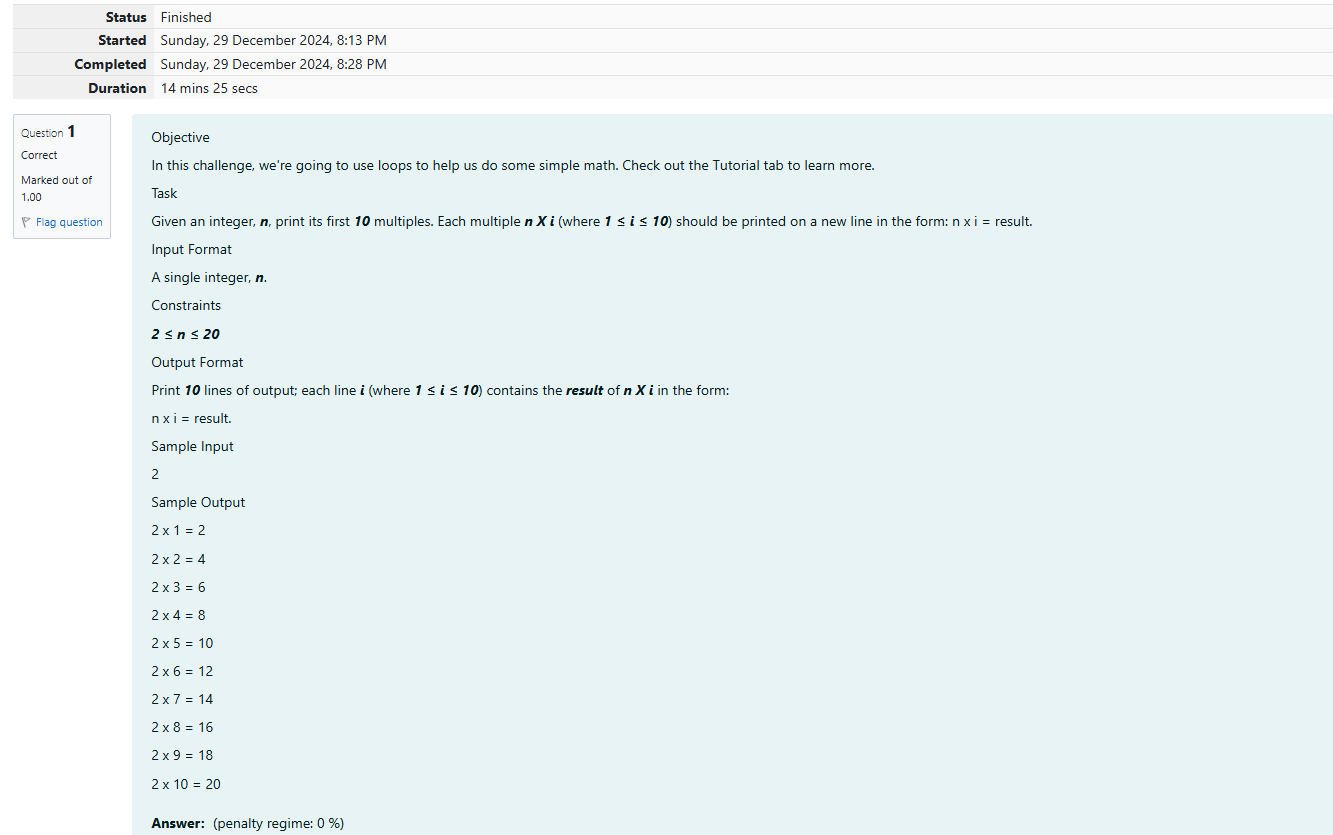 Status Finished
Started Sunday, 29 December 2024, 8:13 PM
Completed Sunday, 29 December 2024, 8:28 PM
Duration 14 mins 25 secs
Question 1
Correct
Marked out of
1.00
Flag question
Objective
In this challenge, we're going to use loops to help us do some simple math. Check out the Tutorial tab to learn more.
Task
Given an integer, n, print its first 10 multiples. Each multiple n X i (where 1 ≤ i ≤ 10) should be printed on a new line in the form: n x i = result.
Input Format
A single integer, n.
Constraints
2 ≤ n ≤ 20
Output Format
Print 10 lines of output; each line i (where 1 ≤ i ≤ 10) contains the result of n X i in the form:
n x i = result.
Sample Input
2
Sample Output
2 x 1 = 2
2 x 2 = 4
2 x 3 = 6
2 x 4 = 8
2 x 5 = 10
2 x 6 = 12
2 x 7 = 14
2 x 8 = 16
2 x 9 = 18
2 x 10 = 20
Answer: (penalty regime: 0 %)